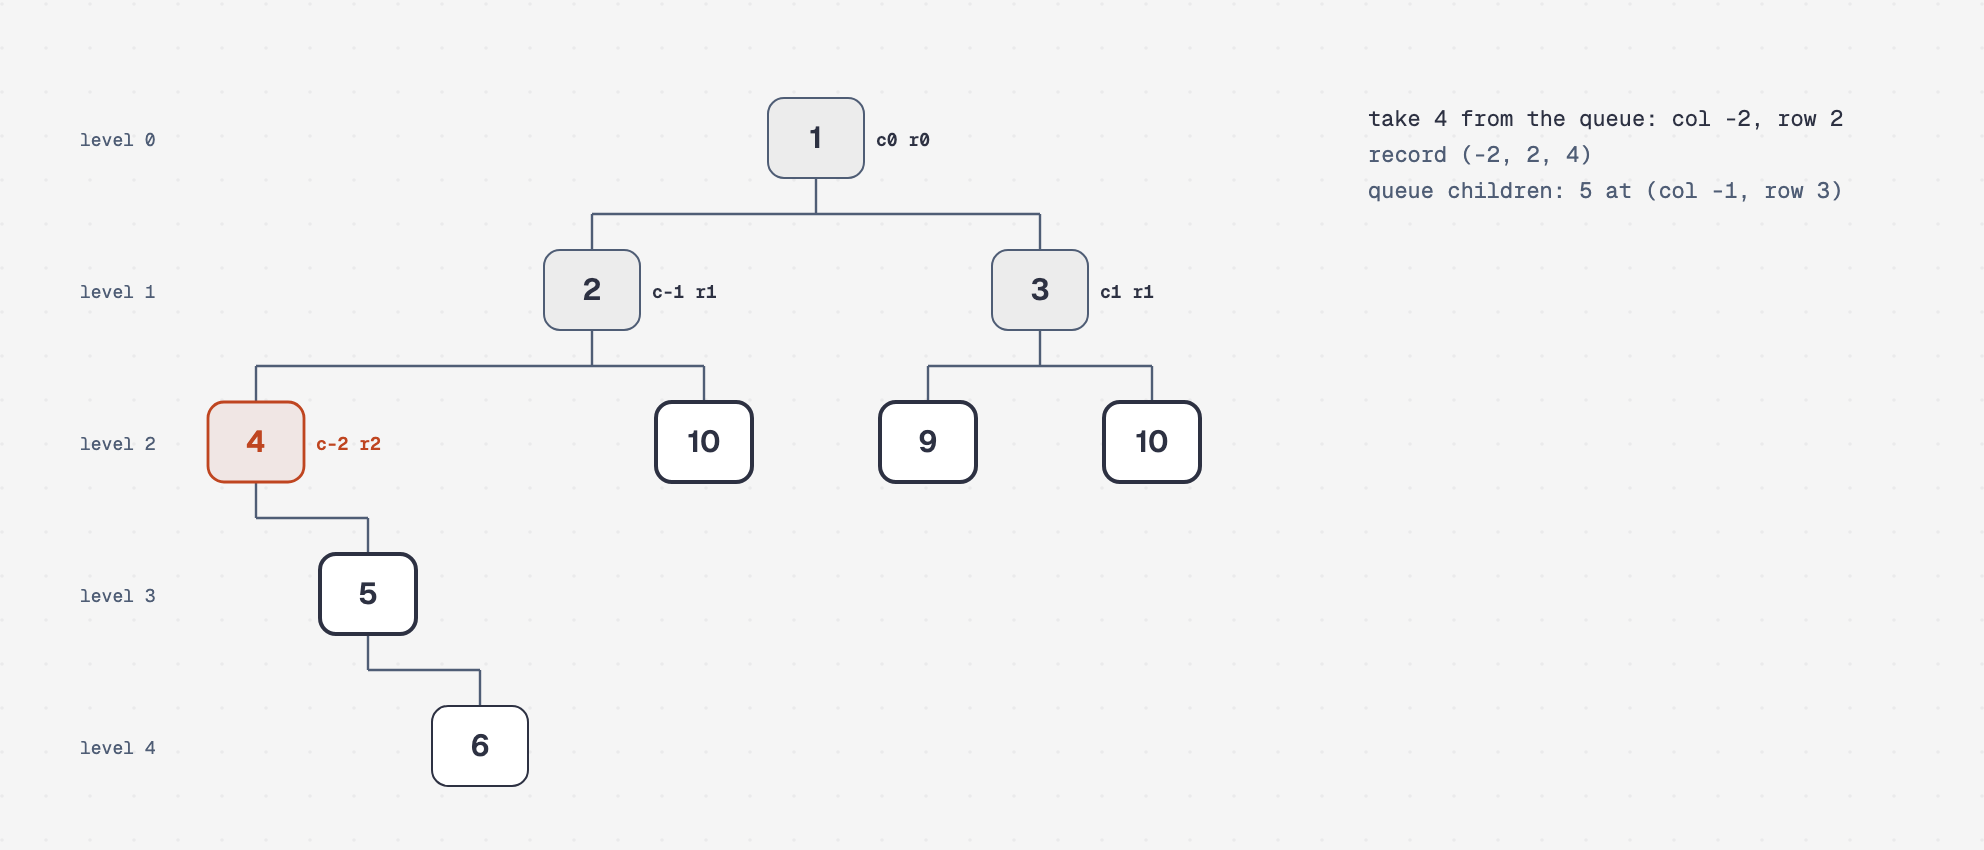 level 0
1
c0 r0
take 4 from the queue: col -2, row 2
record (-2, 2, 4)
queue children: 5 at (col -1, row 3)
level 1
2
c-1 r1
3
c1 r1
level 2
4
c-2 r2
10
9
10
level 3
5
level 4
6